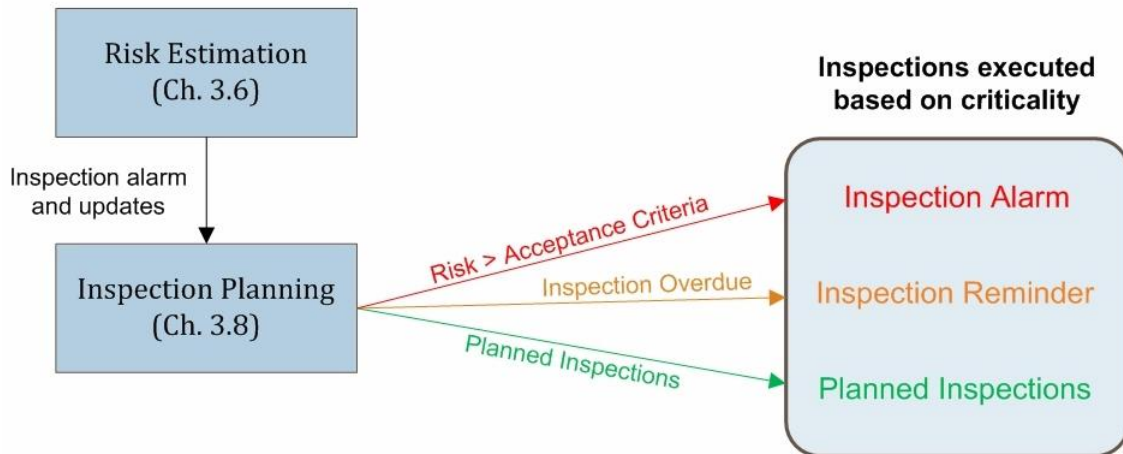 Risk Estimation
(Ch. 3.6)
Inspection alarm
and updates
Inspection Planning
(Ch. 3.8)
Risk > Acceptance Criteria
Inspection Overdue
Planned Inspections
Inspections executed
based on criticality
Inspection Alarm
Inspection Reminder
Planned Inspections